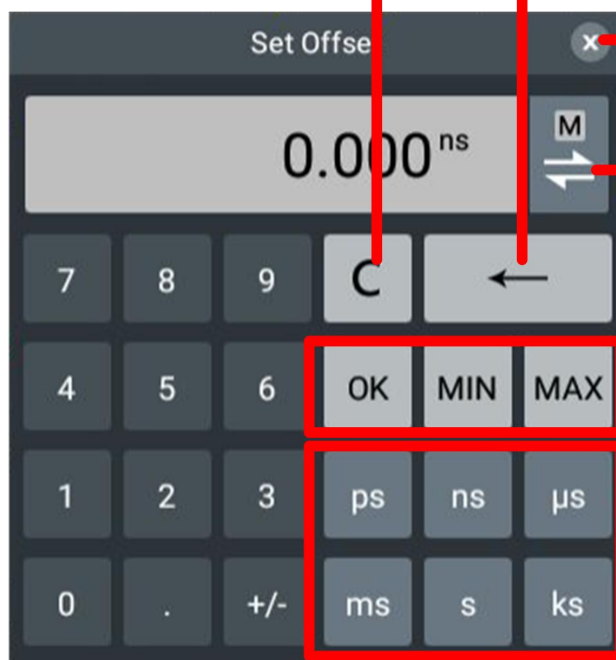 Set Offse x
0.000 ns M
7 8 9 C ←
4 5 6 OK MIN MAX
1 2 3 ps ns µs
0 . +/- ms s ks